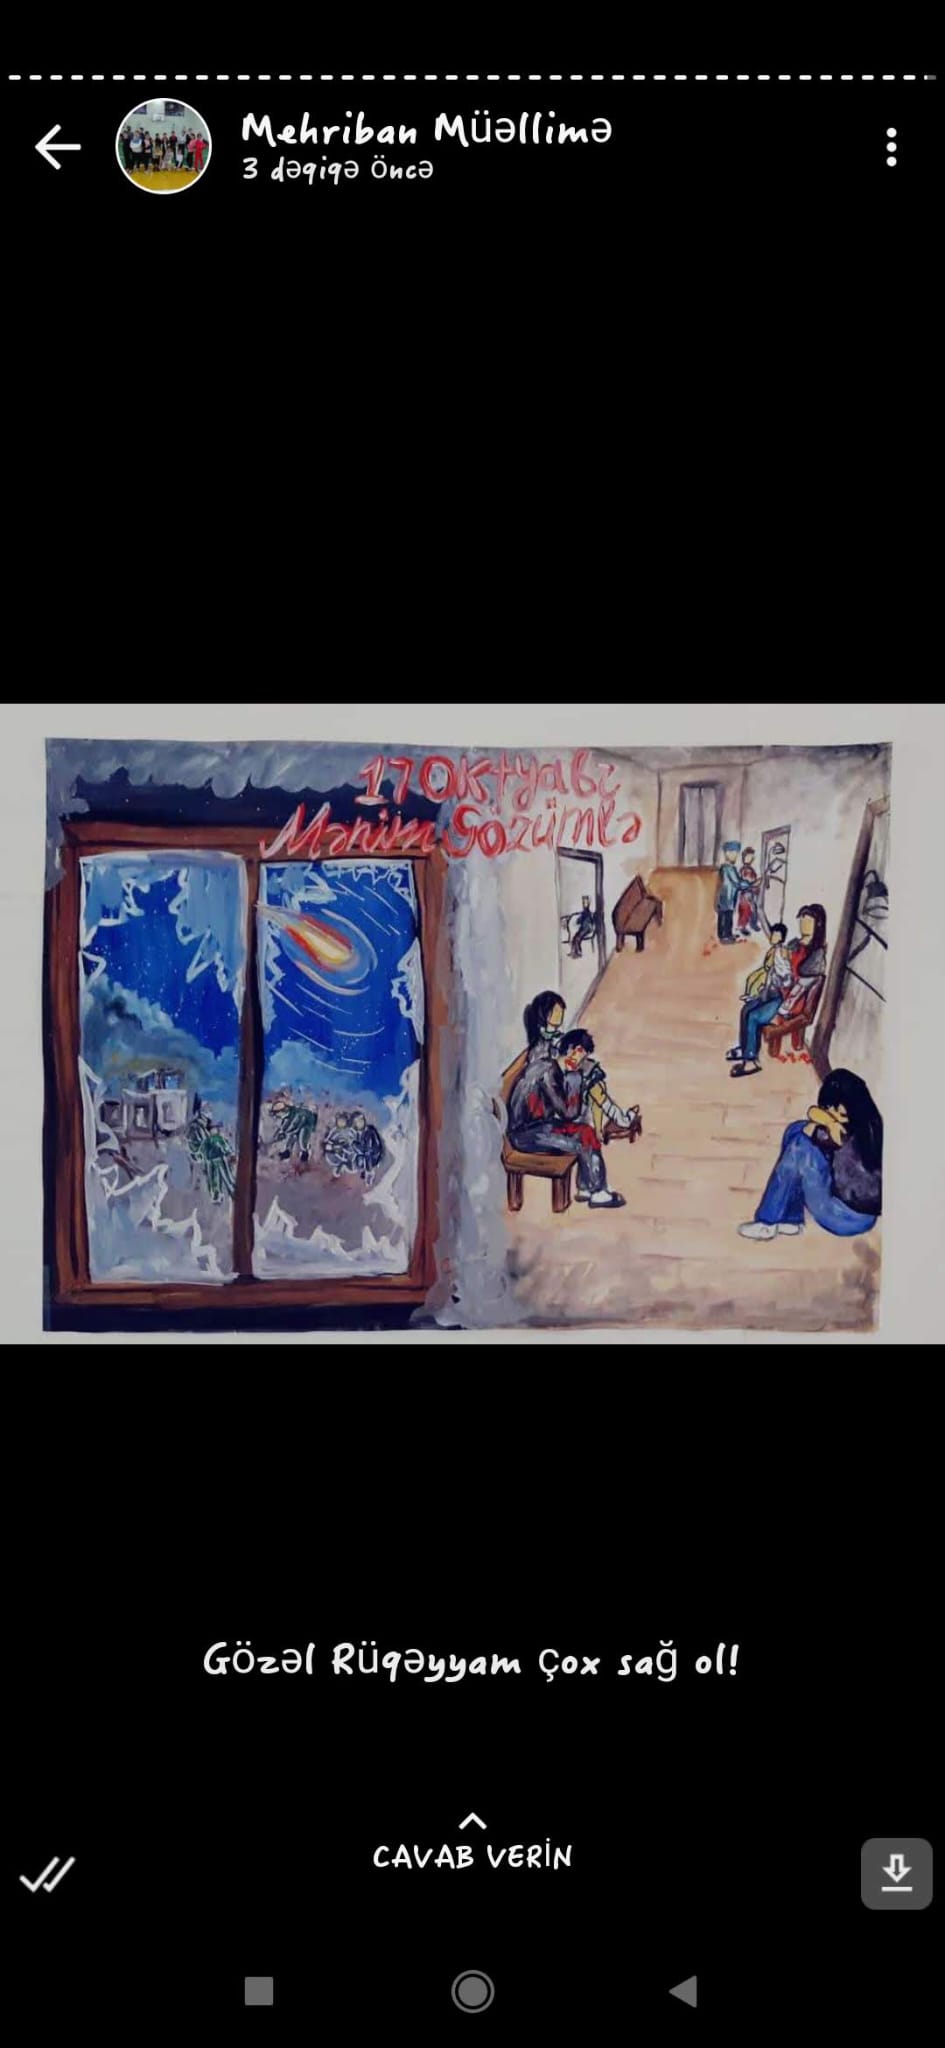 Mehriban Müəllimə
3 dəqiqə öncə
17 Oktyabr
Mənim Gözümlə
Gözəl Rüqəyyam çox sağ ol!
CAVAB VERİN